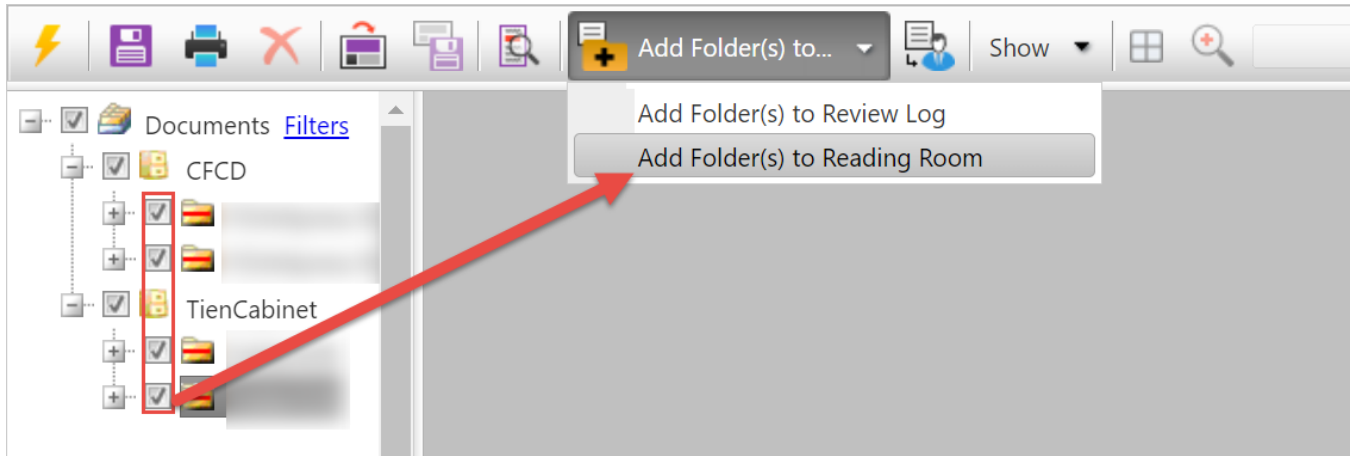 Add Folder(s) to... Show
Add Folder(s) to Review Log
Add Folder(s) to Reading Room
Documents Filters
CFCD
TienCabinet